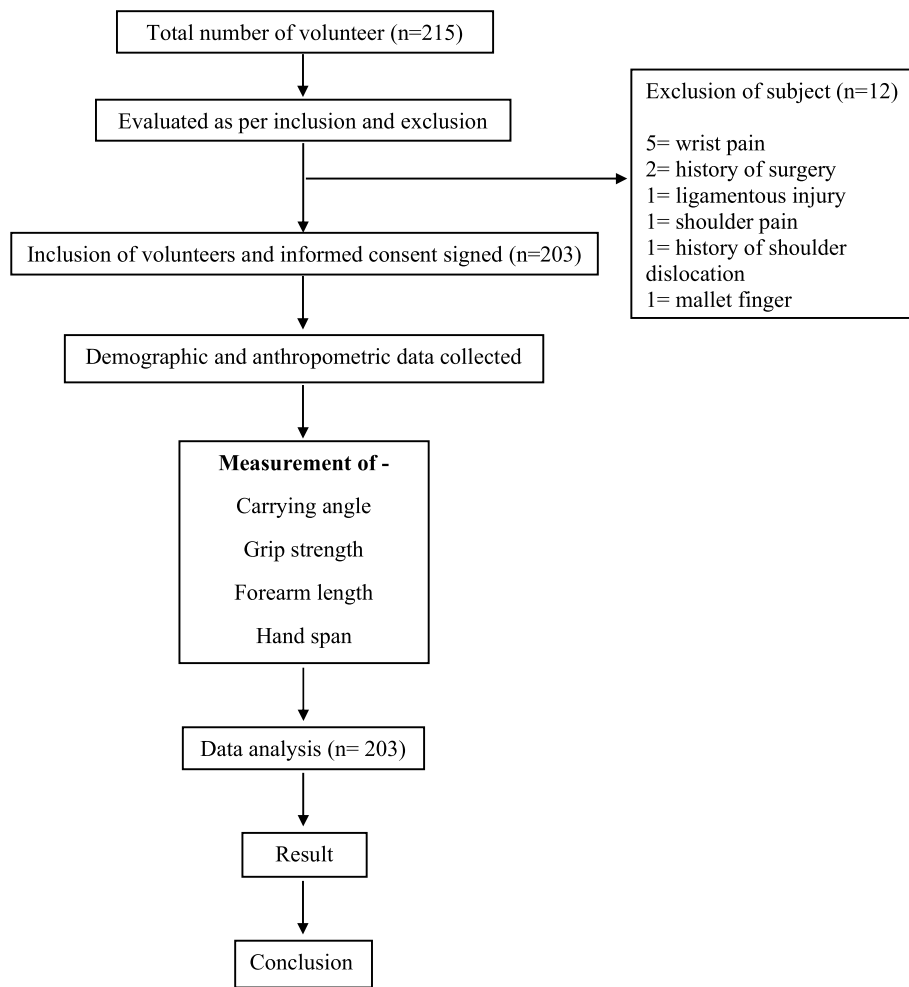 Total number of volunteer (n=215)
Evaluated as per inclusion and exclusion
Exclusion of subject (n=12)
5= wrist pain
2= history of surgery
1= ligamentous injury
1= shoulder pain
1= history of shoulder
dislocation
1= mallet finger
Inclusion of volunteers and informed consent signed (n=203)
Demographic and anthropometric data collected
Measurement of -
Carrying angle
Grip strength
Forearm length
Hand span
Data analysis (n= 203)
Result
Conclusion